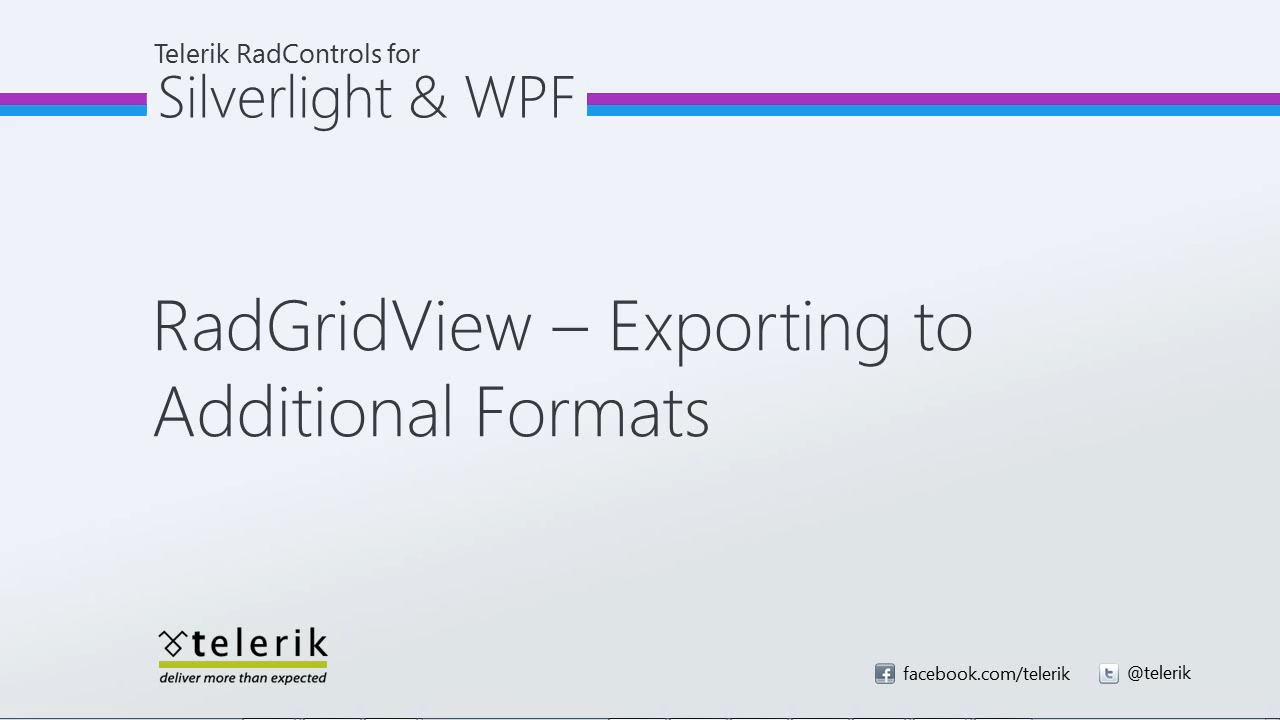 Telerik RadControls for
Silverlight & WPF
RadGridView – Exporting to
Additional Formats
telerik
deliver more than expected
facebook.com/telerik
@telerik